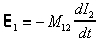 𝗘₁ = − M₁₂ dI₂/dt